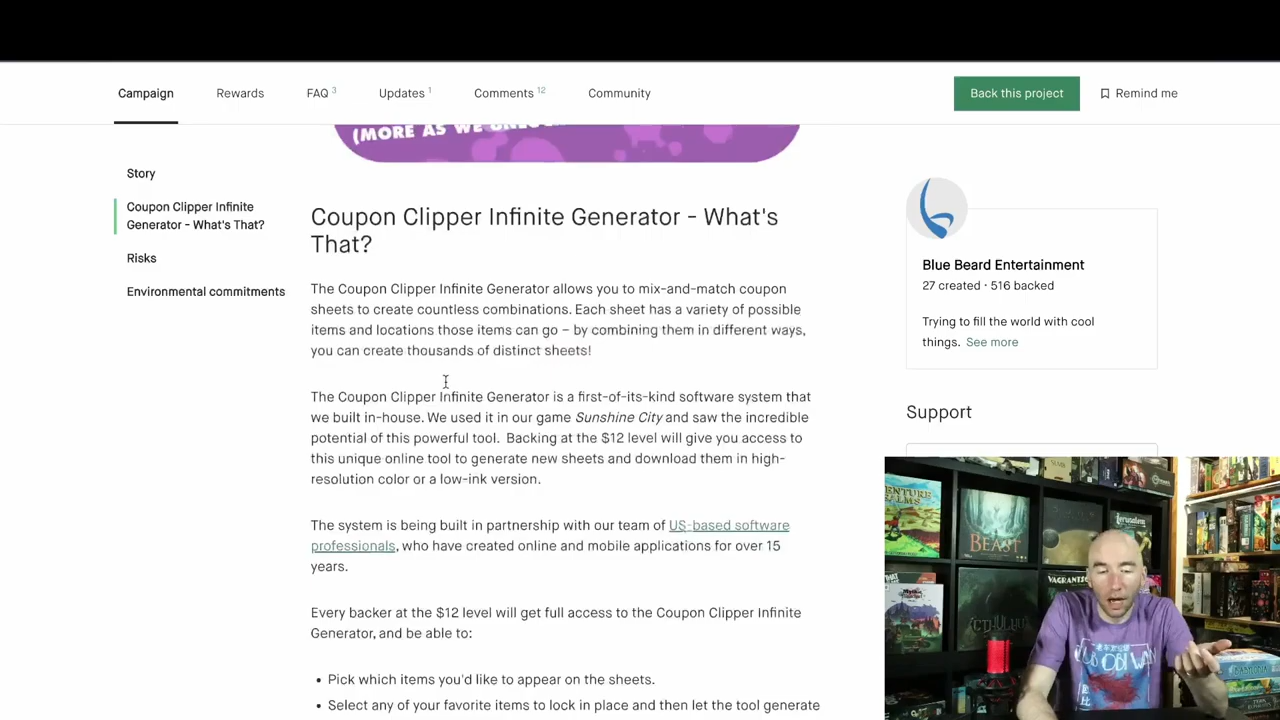 Campaign
Rewards
FAQ 3
Updates 1
Comments 12
Community
Back this project
Remind me
(MORE AS WE
Story
Coupon Clipper Infinite
Generator - What's That?
Risks
Environmental commitments
Coupon Clipper Infinite Generator - What's
That?
The Coupon Clipper Infinite Generator allows you to mix-and-match coupon
sheets to create countless combinations. Each sheet has a variety of possible
items and locations those items can go – by combining them in different ways,
you can create thousands of distinct sheets!
The Coupon Clipper Infinite Generator is a first-of-its-kind software system that
we built in-house. We used it in our game Sunshine City and saw the incredible
potential of this powerful tool. Backing at the $12 level will give you access to
this unique online tool to generate new sheets and download them in high-
resolution color or a low-ink version.
The system is being built in partnership with our team of US-based software
professionals, who have created online and mobile applications for over 15
years.
Every backer at the $12 level will get full access to the Coupon Clipper Infinite
Generator, and be able to:
• Pick which items you'd like to appear on the sheets.
• Select any of your favorite items to lock in place and then let the tool generate
Blue Beard Entertainment
27 created · 516 backed
Trying to fill the world with cool
things. See more
Support
BEAST
VAGRANTSONG
CTHULHU
OBI WAN